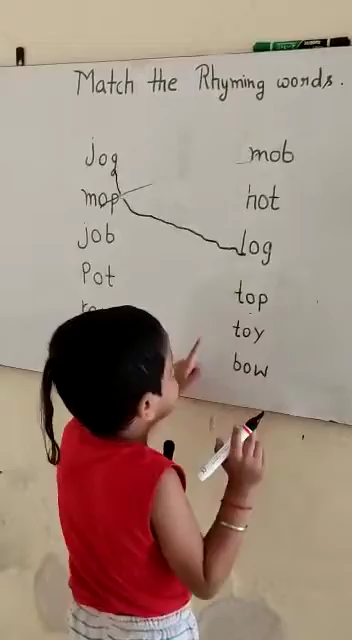 Match the Rhyming words.
jog mob
mop hot
job log
Pot top
toy
bow